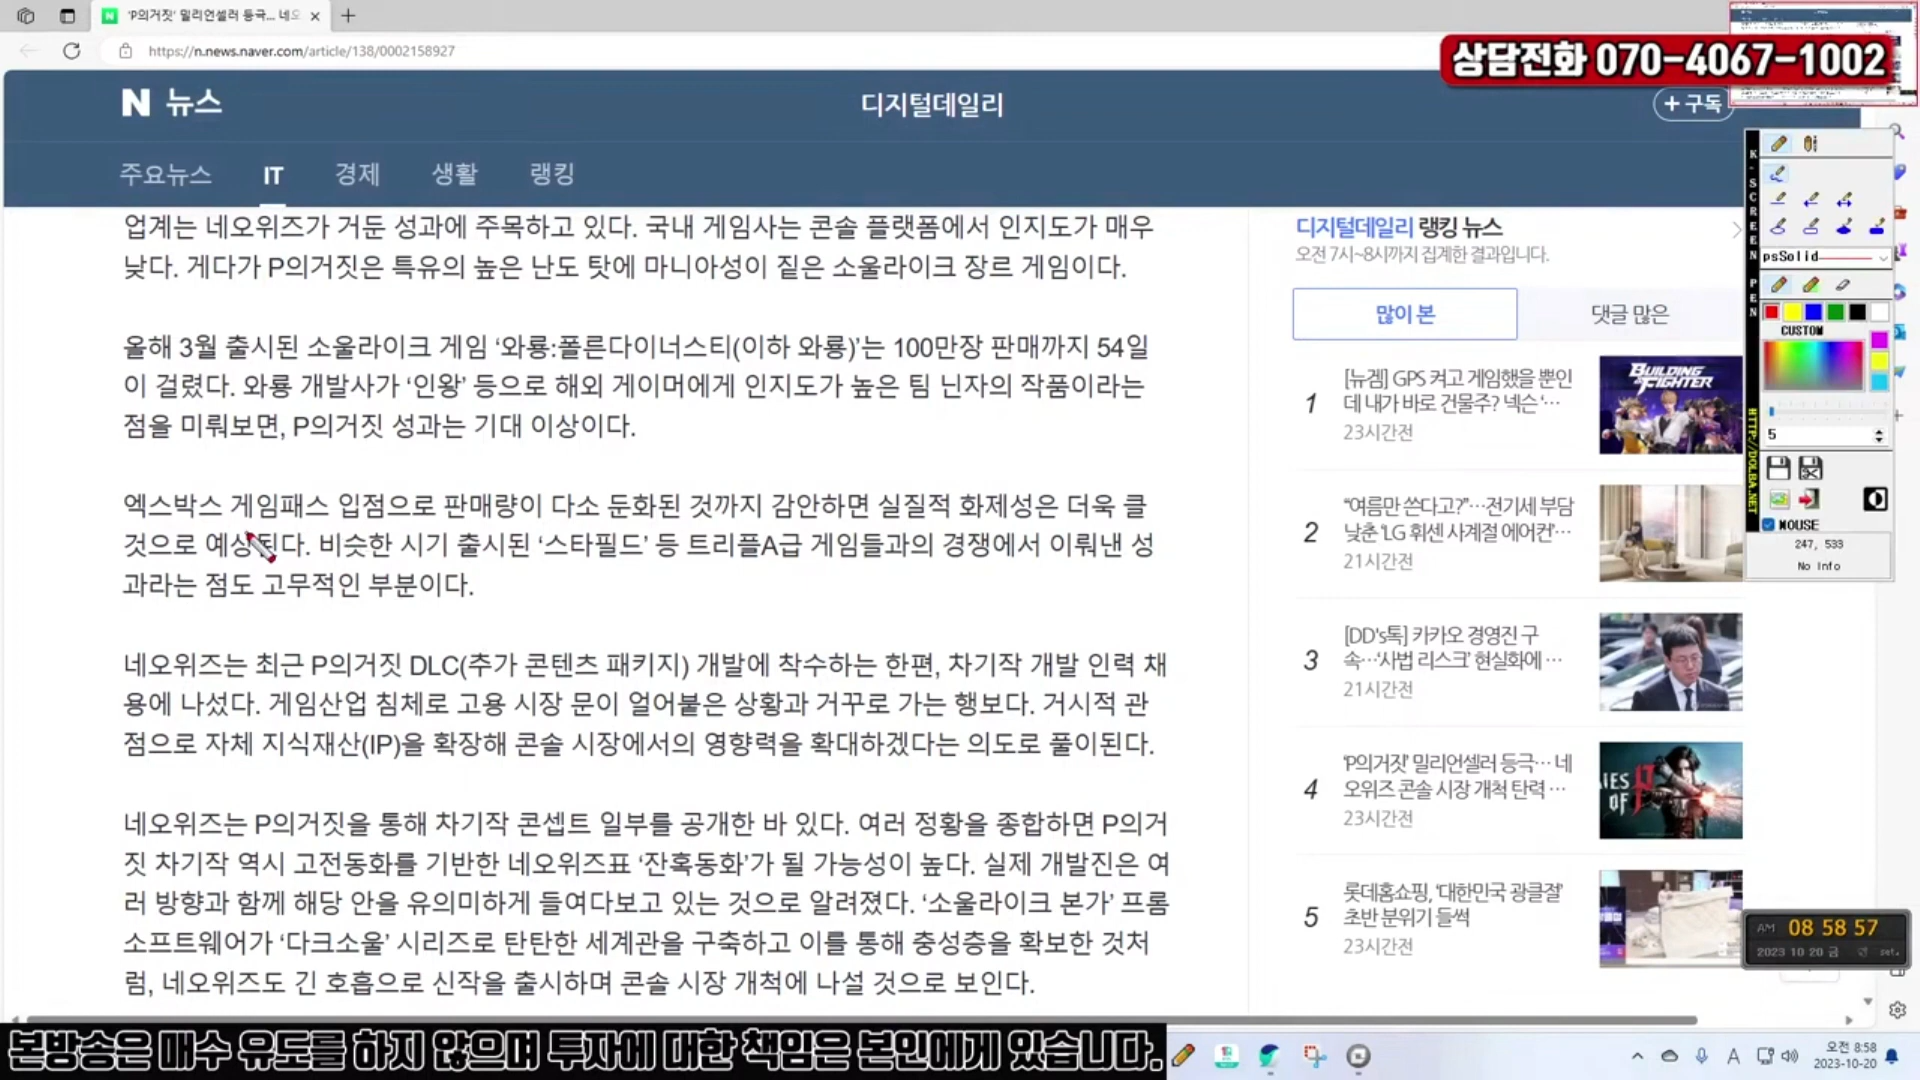 'P의거짓' 밀리언셀러 등극... 네오
https://n.news.naver.com/article/138/0002158927
상담전화 070-4067-1002
N 뉴스
디지털데일리
+ 구독
주요뉴스
IT
경제
생활
랭킹
업계는 네오위즈가 거둔 성과에 주목하고 있다. 국내 게임사는 콘솔 플랫폼에서 인지도가 매우
낮다. 게다가 P의거짓은 특유의 높은 난도 탓에 마니아성이 짙은 소울라이크 장르 게임이다.
올해 3월 출시된 소울라이크 게임 ‘와룡:폴른다이너스티(이하 와룡)’는 100만장 판매까지 54일
이 걸렸다. 와룡 개발사가 ‘인왕’ 등으로 해외 게이머에게 인지도가 높은 팀 닌자의 작품이라는
점을 미뤄보면, P의거짓 성과는 기대 이상이다.
엑스박스 게임패스 입점으로 판매량이 다소 둔화된 것까지 감안하면 실질적 화제성은 더욱 클
것으로 예상된다. 비슷한 시기 출시된 ‘스타필드’ 등 트리플A급 게임들과의 경쟁에서 이뤄낸 성
과라는 점도 고무적인 부분이다.
네오위즈는 최근 P의거짓 DLC(추가 콘텐츠 패키지) 개발에 착수하는 한편, 차기작 개발 인력 채
용에 나섰다. 게임산업 침체로 고용 시장 문이 얼어붙은 상황과 거꾸로 가는 행보다. 거시적 관
점으로 자체 지식재산(IP)을 확장해 콘솔 시장에서의 영향력을 확대하겠다는 의도로 풀이된다.
네오위즈는 P의거짓을 통해 차기작 콘셉트 일부를 공개한 바 있다. 여러 정황을 종합하면 P의거
짓 차기작 역시 고전동화를 기반한 네오위즈표 ‘잔혹동화’가 될 가능성이 높다. 실제 개발진은 여
러 방향과 함께 해당 안을 유의미하게 들여다보고 있는 것으로 알려졌다. ‘소울라이크 본가’ 프롬
소프트웨어가 ‘다크소울’ 시리즈로 탄탄한 세계관을 구축하고 이를 통해 충성층을 확보한 것처
럼, 네오위즈도 긴 호흡으로 신작을 출시하며 콘솔 시장 개척에 나설 것으로 보인다.
디지털데일리 랭킹 뉴스
오전 7시~8시까지 집계한 결과입니다.
많이 본
댓글 많은
1
[뉴겜] GPS 켜고 게임했을 뿐인
데 내가 바로 건물주? 넥슨 ‘…
23시간전
BUILDING & FIGHTER
2
“여름만 쓴다고?”…전기세 부담
낮춘 ‘LG 휘센 사계절 에어컨’…
21시간전
3
[DD's톡] 카카오 경영진 구
속…‘사법 리스크’ 현실화에 …
21시간전
4
‘P의거짓’ 밀리언셀러 등극… 네
오위즈 콘솔 시장 개척 탄력 …
23시간전
IES OF P
5
롯데홈쇼핑, ‘대한민국 광클절’
초반 분위기 들썩
23시간전
K-SCREEN PEN
HTTP://DOLBA.NET
psSolid
CUSTOM
5
MOUSE
247, 533
No Info
AM 08 58 57
2023 10 20 금 set.
본방송은 매수 유도를 하지 않으며 투자에 대한 책임은 본인에게 있습니다.
A
오전 8:58
2023-10-20